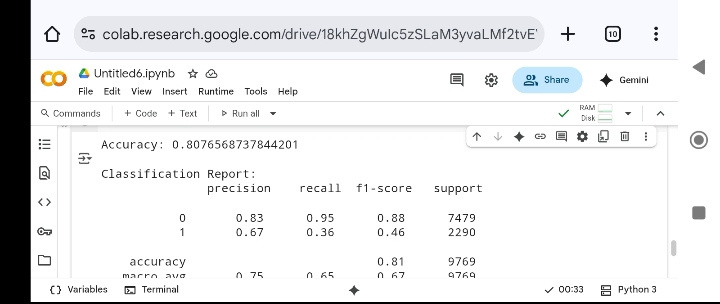 colab.research.google.com/drive/18khZgWulc5zSLaM3yvaLMf2tvE
10
Untitled6.ipynb
Share
Gemini
File Edit View Insert Runtime Tools Help
Commands + Code + Text Run all
RAM
Disk
Accuracy: 0.8076568737844201
Classification Report:
precision recall f1-score support
0 0.83 0.95 0.88 7479
1 0.67 0.36 0.46 2290
accuracy 0.81 9769
macro avg 0.75 0.65 0.67 9769
Variables Terminal 00:33 Python 3